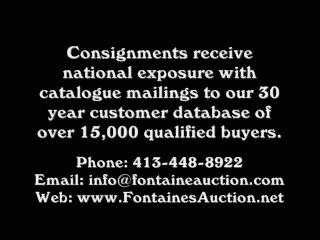 Consignments receive
national exposure with
catalogue mailings to our 30
year customer database of
over 15,000 qualified buyers.
Phone: 413-448-8922
Email: info@fontaineauction.com
Web: www.FontainesAuction.net